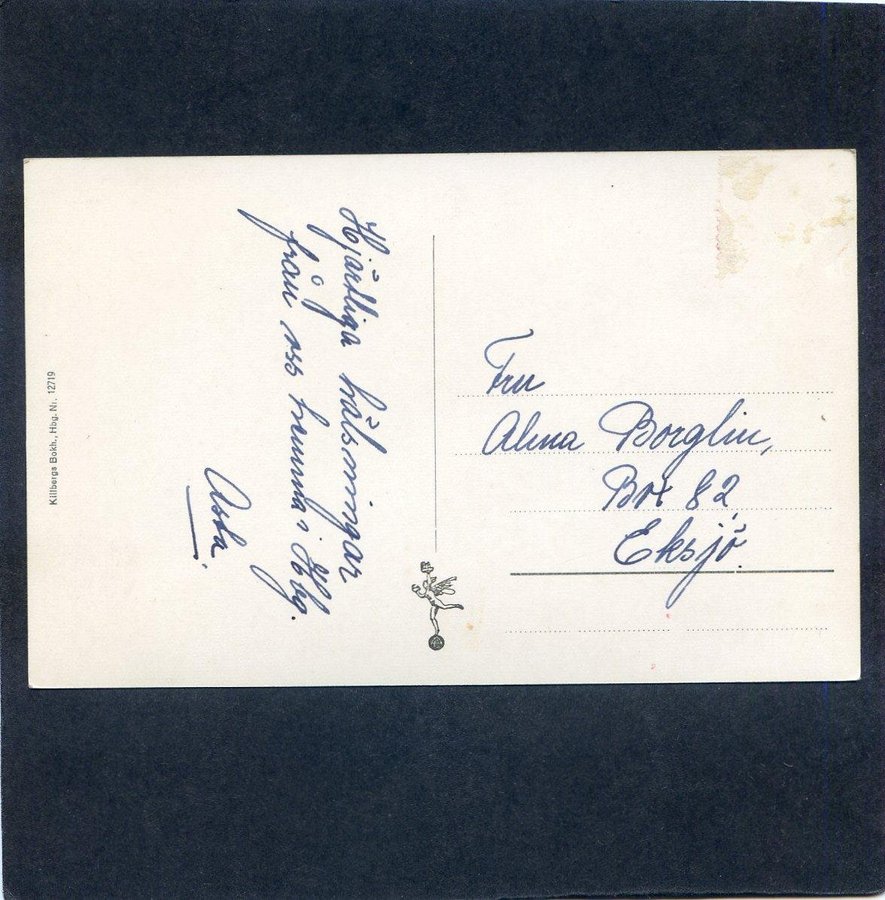 Hjärtliga hälsningar
från oss hemma i Hbg.
Asta.
Fru
Alma Borglin,
Box 82
Eksjö.
Killbergs Bokh., Hbg. Nr. 12719